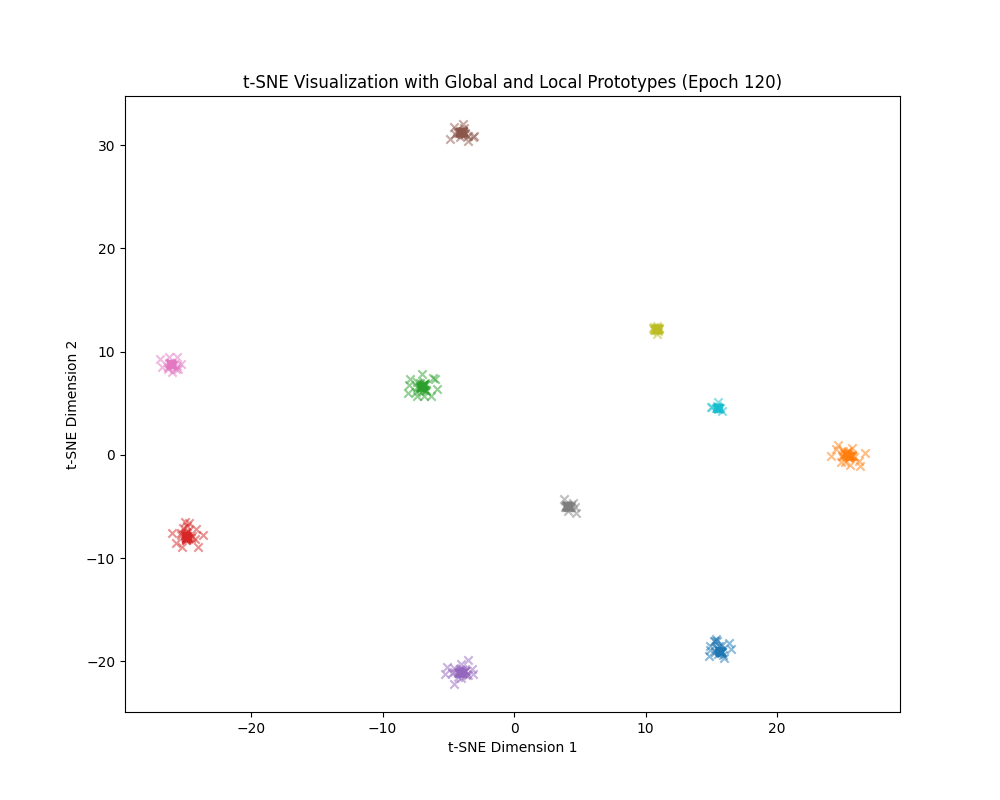 t-SNE Visualization with Global and Local Prototypes (Epoch 120)
30
20
10
0
−10
−20
t-SNE Dimension 2
−20 −10 0 10 20
t-SNE Dimension 1